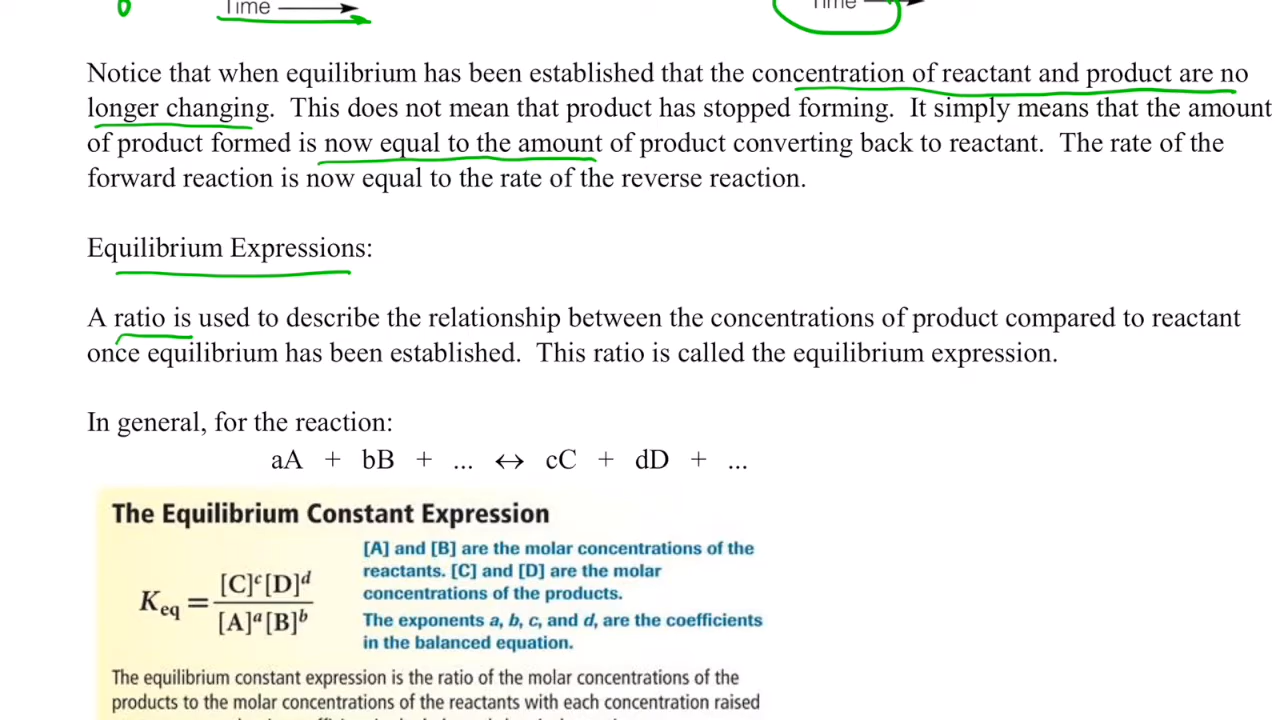 Time
Time
Notice that when equilibrium has been established that the concentration of reactant and product are no
longer changing. This does not mean that product has stopped forming. It simply means that the amount
of product formed is now equal to the amount of product converting back to reactant. The rate of the
forward reaction is now equal to the rate of the reverse reaction.
Equilibrium Expressions:
A ratio is used to describe the relationship between the concentrations of product compared to reactant
once equilibrium has been established. This ratio is called the equilibrium expression.
In general, for the reaction:
aA + bB + ... ↔ cC + dD + ...
The Equilibrium Constant Expression
K_eq = [C]^c[D]^d / [A]^a[B]^b
[A] and [B] are the molar concentrations of the
reactants. [C] and [D] are the molar
concentrations of the products.
The exponents a, b, c, and d, are the coefficients
in the balanced equation.
The equilibrium constant expression is the ratio of the molar concentrations of the
products to the molar concentrations of the reactants with each concentration raised